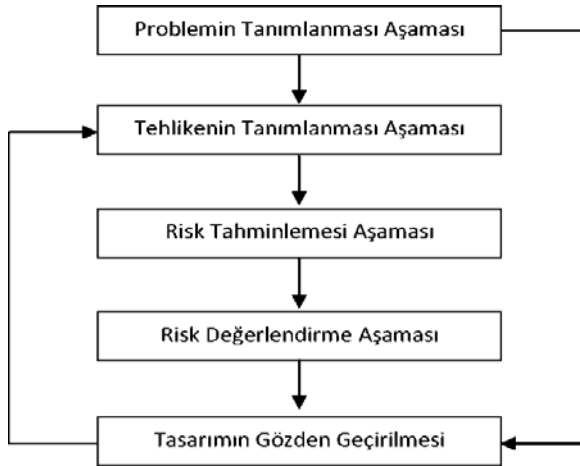 Problemin Tanımlanması Aşaması
Tehlikenin Tanımlanması Aşaması
Risk Tahminlemesi Aşaması
Risk Değerlendirme Aşaması
Tasarımın Gözden Geçirilmesi